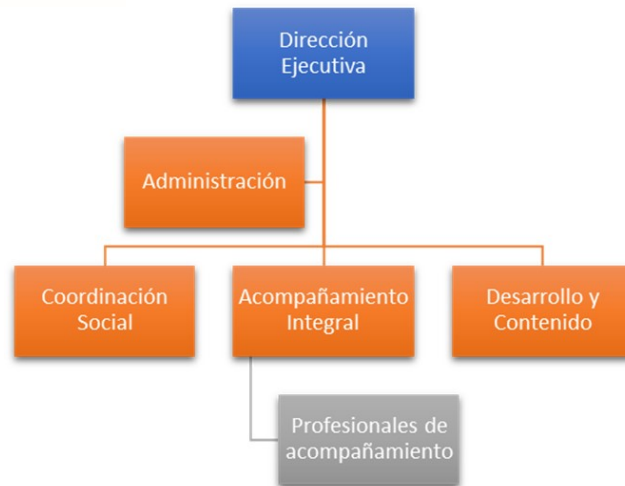 Dirección
Ejecutiva
Administración
Coordinación
Social
Acompañamiento
Integral
Desarrollo y
Contenido
Profesionales de
acompañamiento